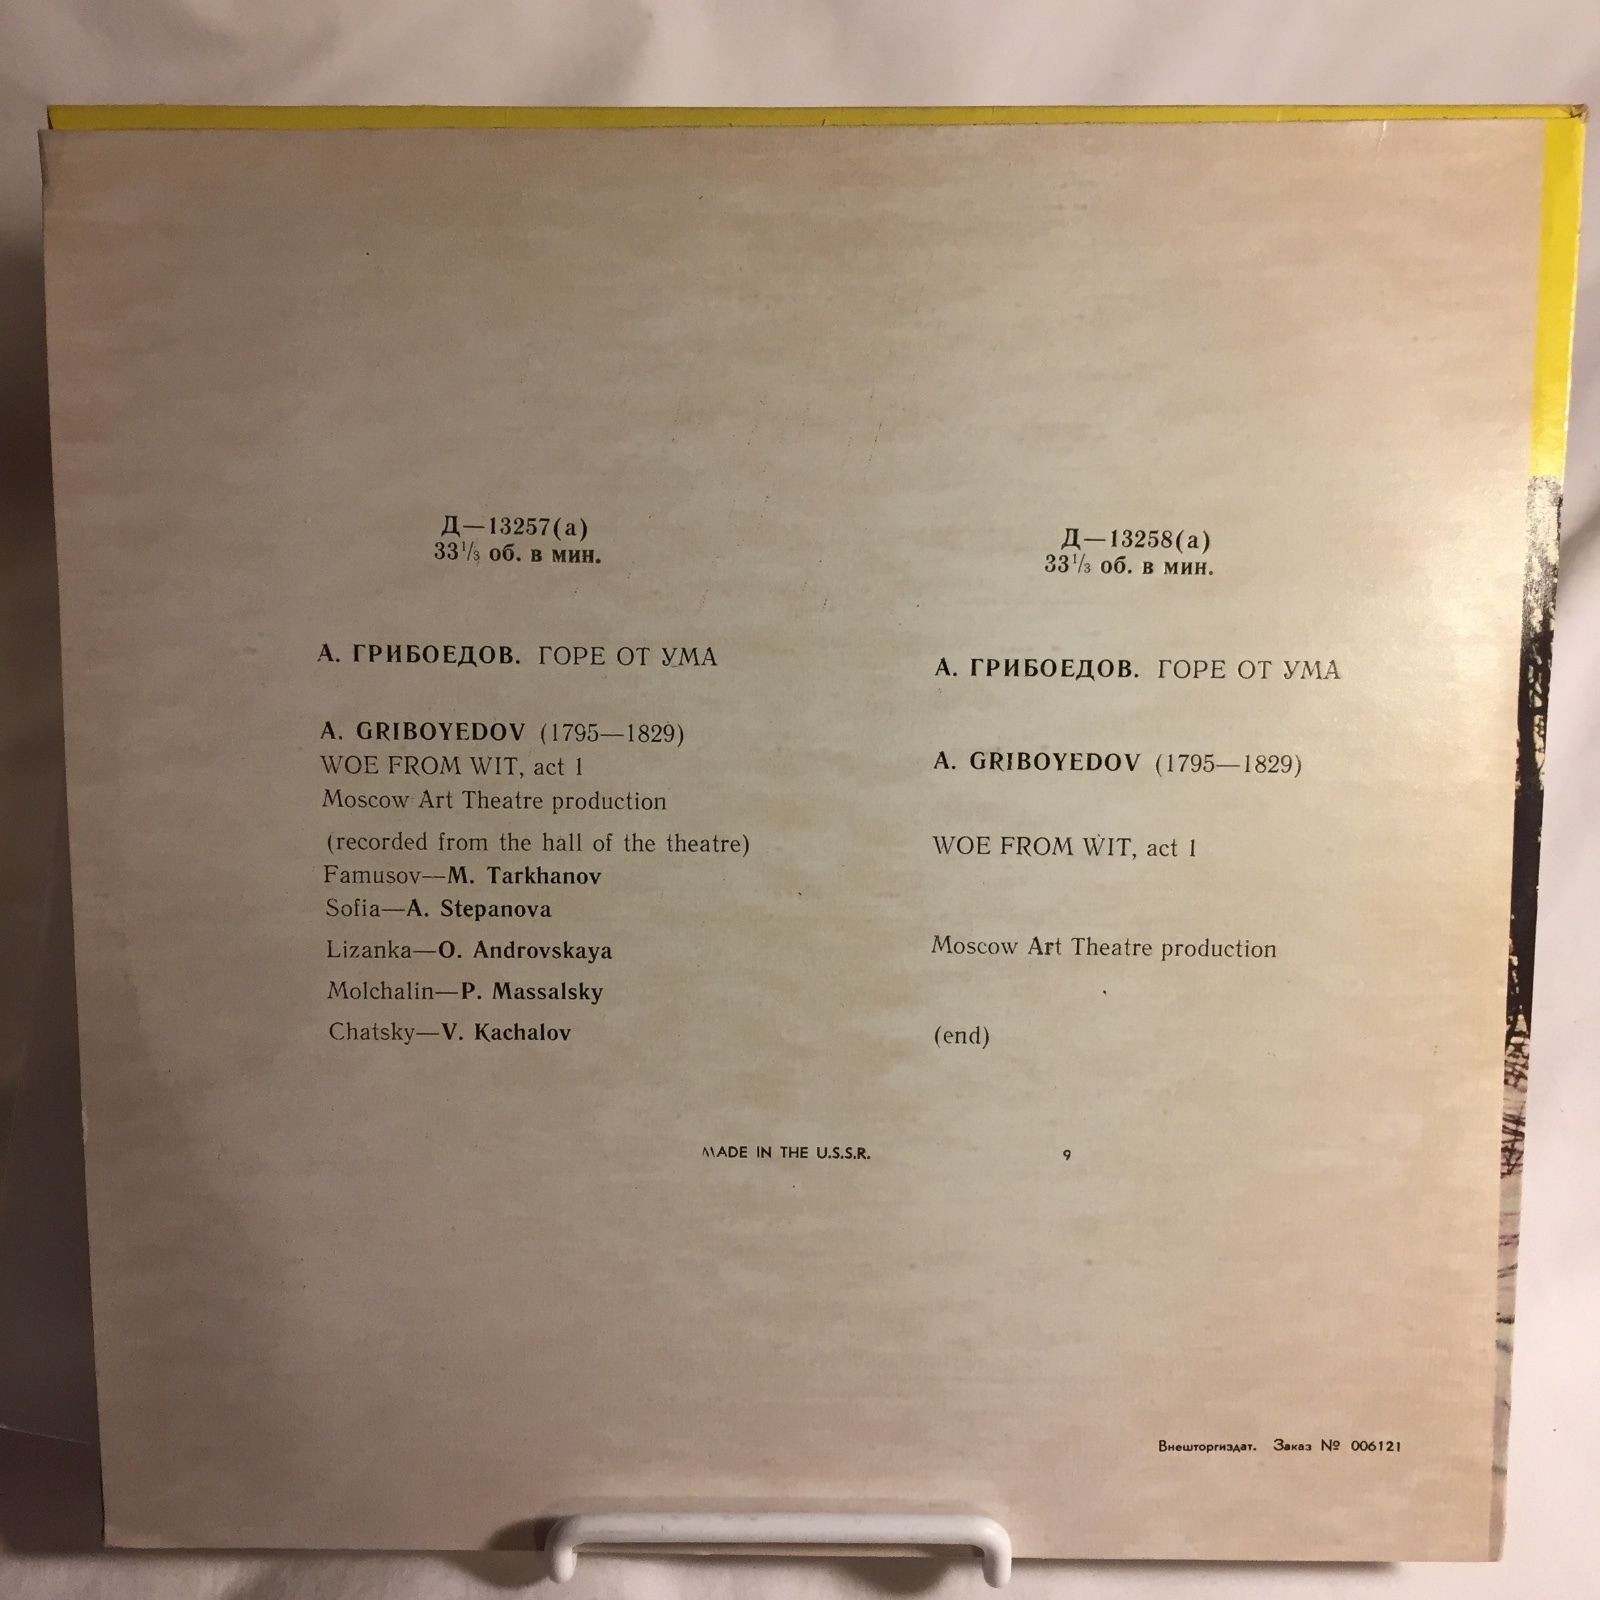 Д—13257(а)
33⅓ об. в мин.
А. ГРИБОЕДОВ. ГОРЕ ОТ УМА
A. GRIBOYEDOV (1795—1829)
WOE FROM WIT, act 1
Moscow Art Theatre production
(recorded from the hall of the theatre)
Famusov—M. Tarkhanov
Sofia—A. Stepanova
Lizanka—O. Androvskaya
Molchalin—P. Massalsky
Chatsky—V. Kachalov
Д—13258(а)
33⅓ об. в мин.
А. ГРИБОЕДОВ. ГОРЕ ОТ УМА
A. GRIBOYEDOV (1795—1829)
WOE FROM WIT, act 1
Moscow Art Theatre production
(end)
MADE IN THE U.S.S.R. 9
Внешторгиздат. Заказ № 006121